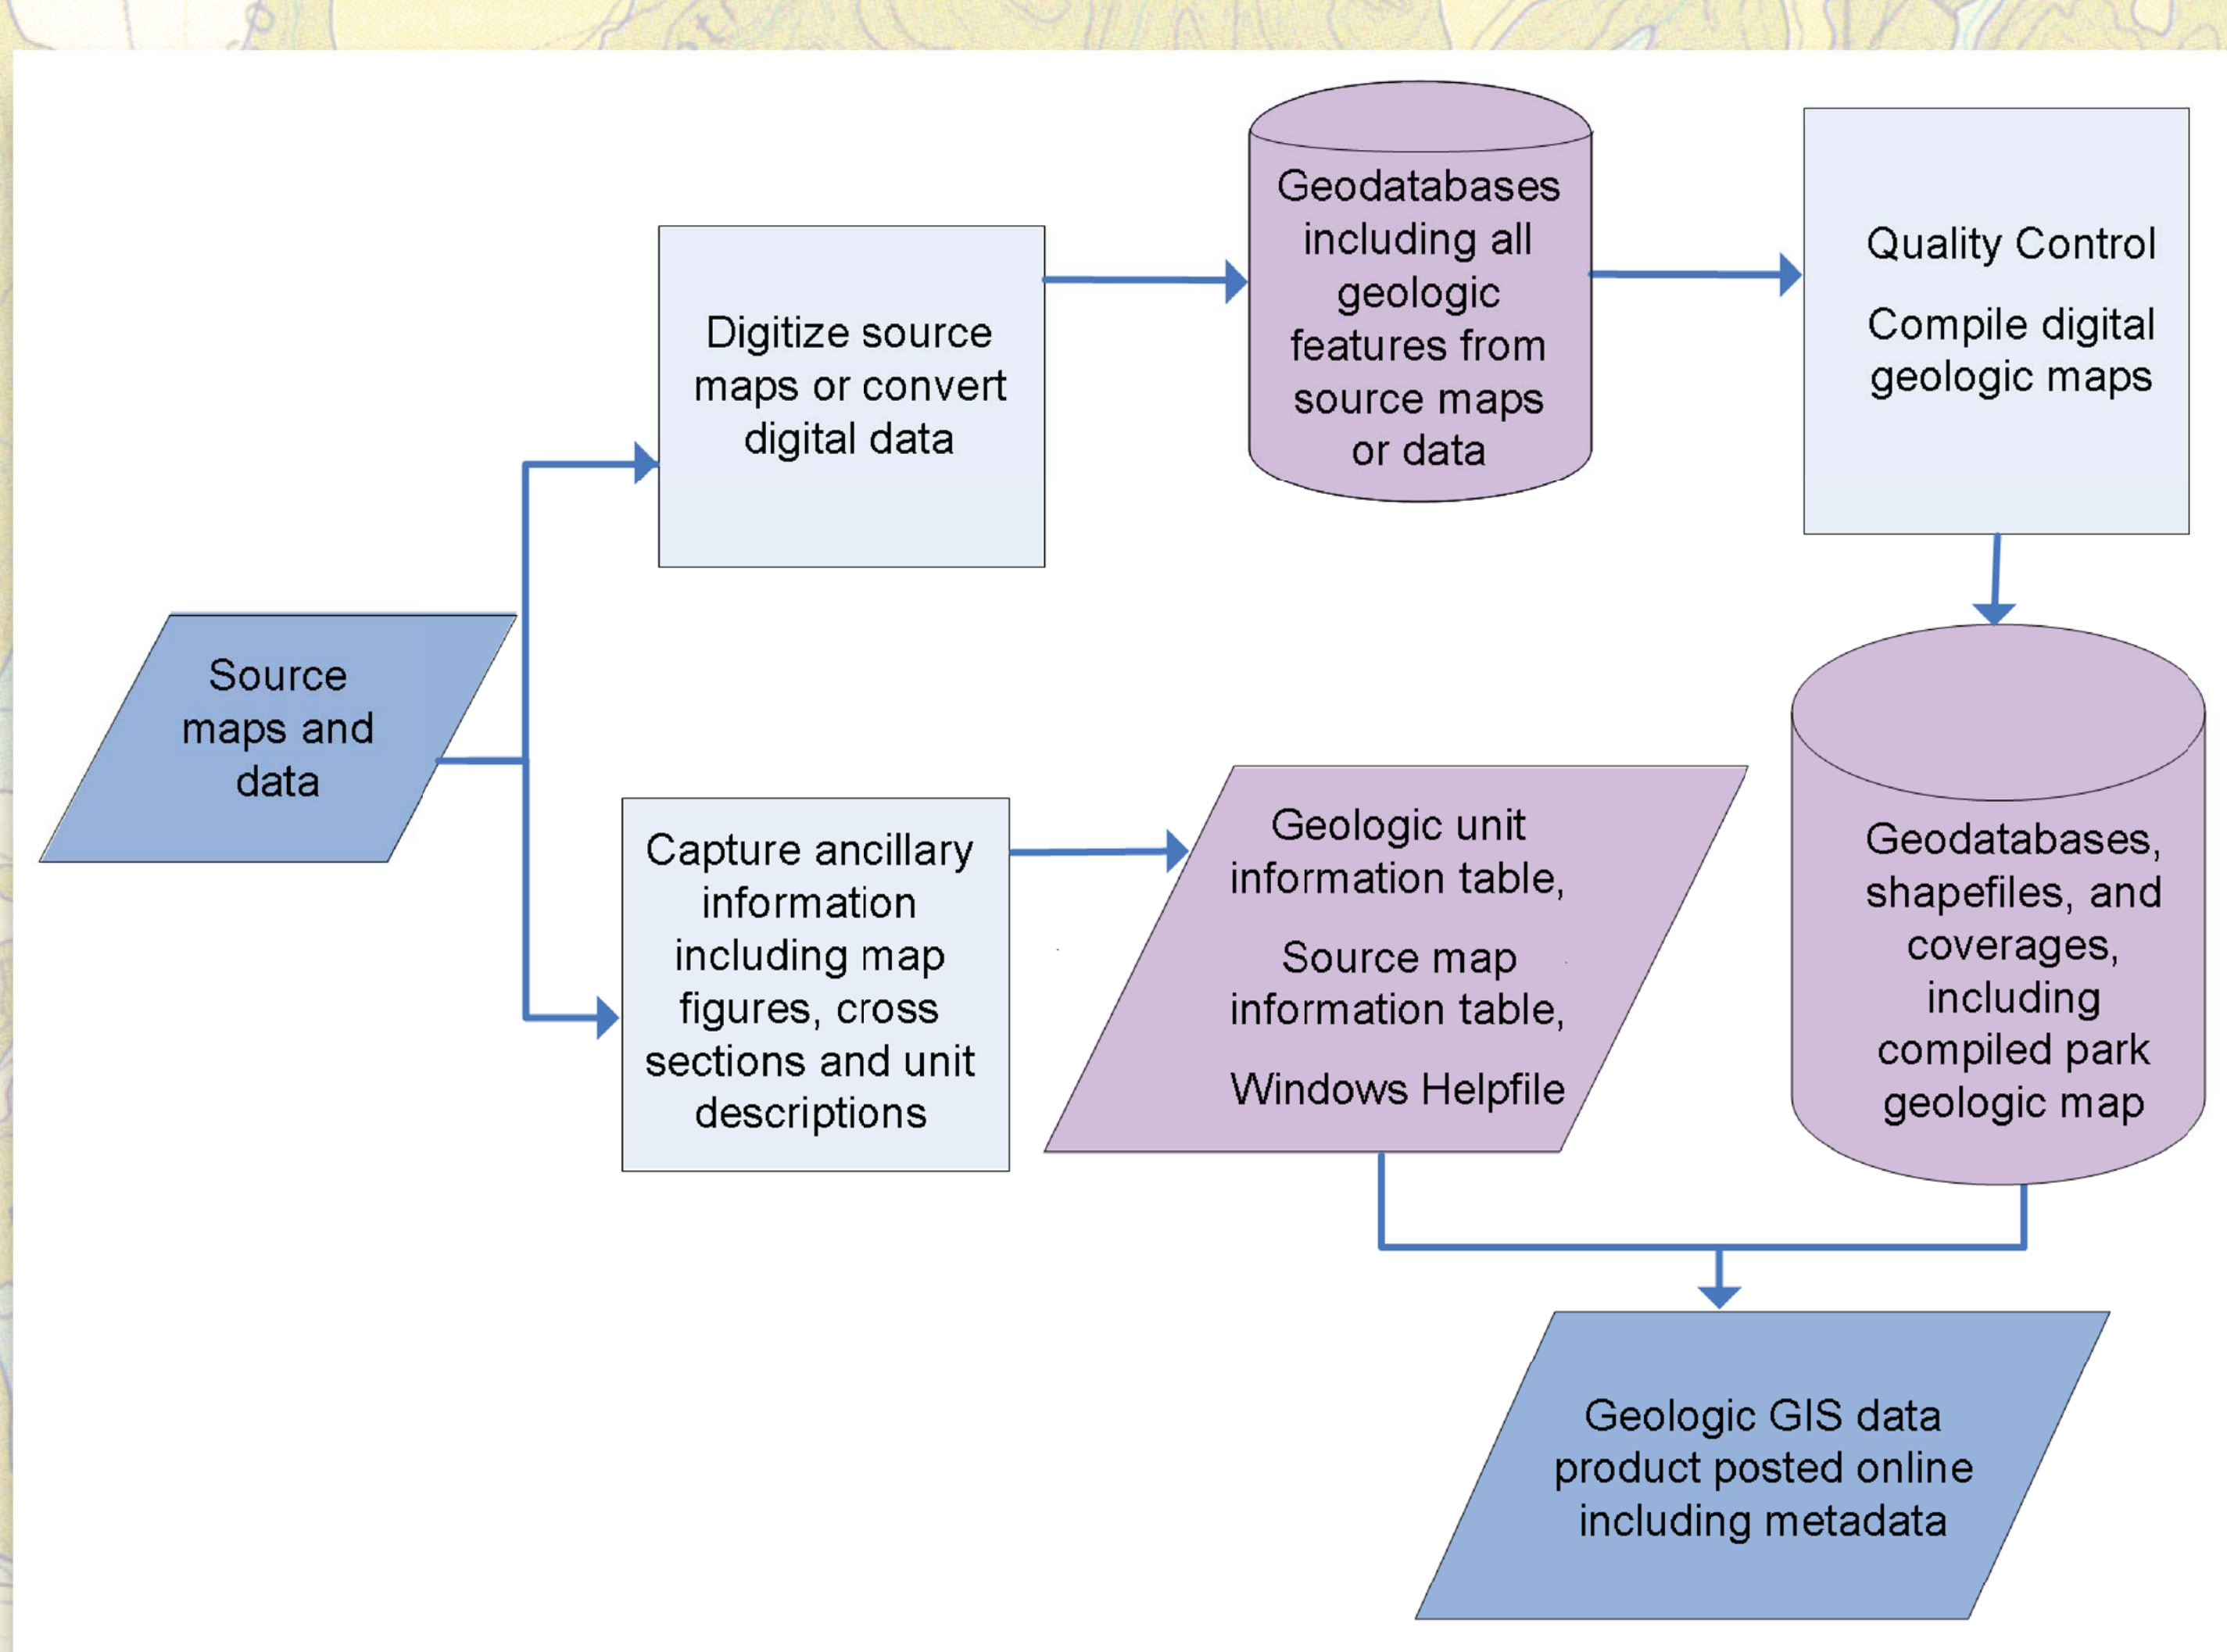 Source
maps and
data
Digitize source
maps or convert
digital data
Geodatabases
including all
geologic
features from
source maps
or data
Quality Control
Compile digital
geologic maps
Capture ancillary
information
including map
figures, cross
sections and unit
descriptions
Geologic unit
information table,
Source map
information table,
Windows Helpfile
Geodatabases,
shapefiles, and
coverages,
including
compiled park
geologic map
Geologic GIS data
product posted online
including metadata